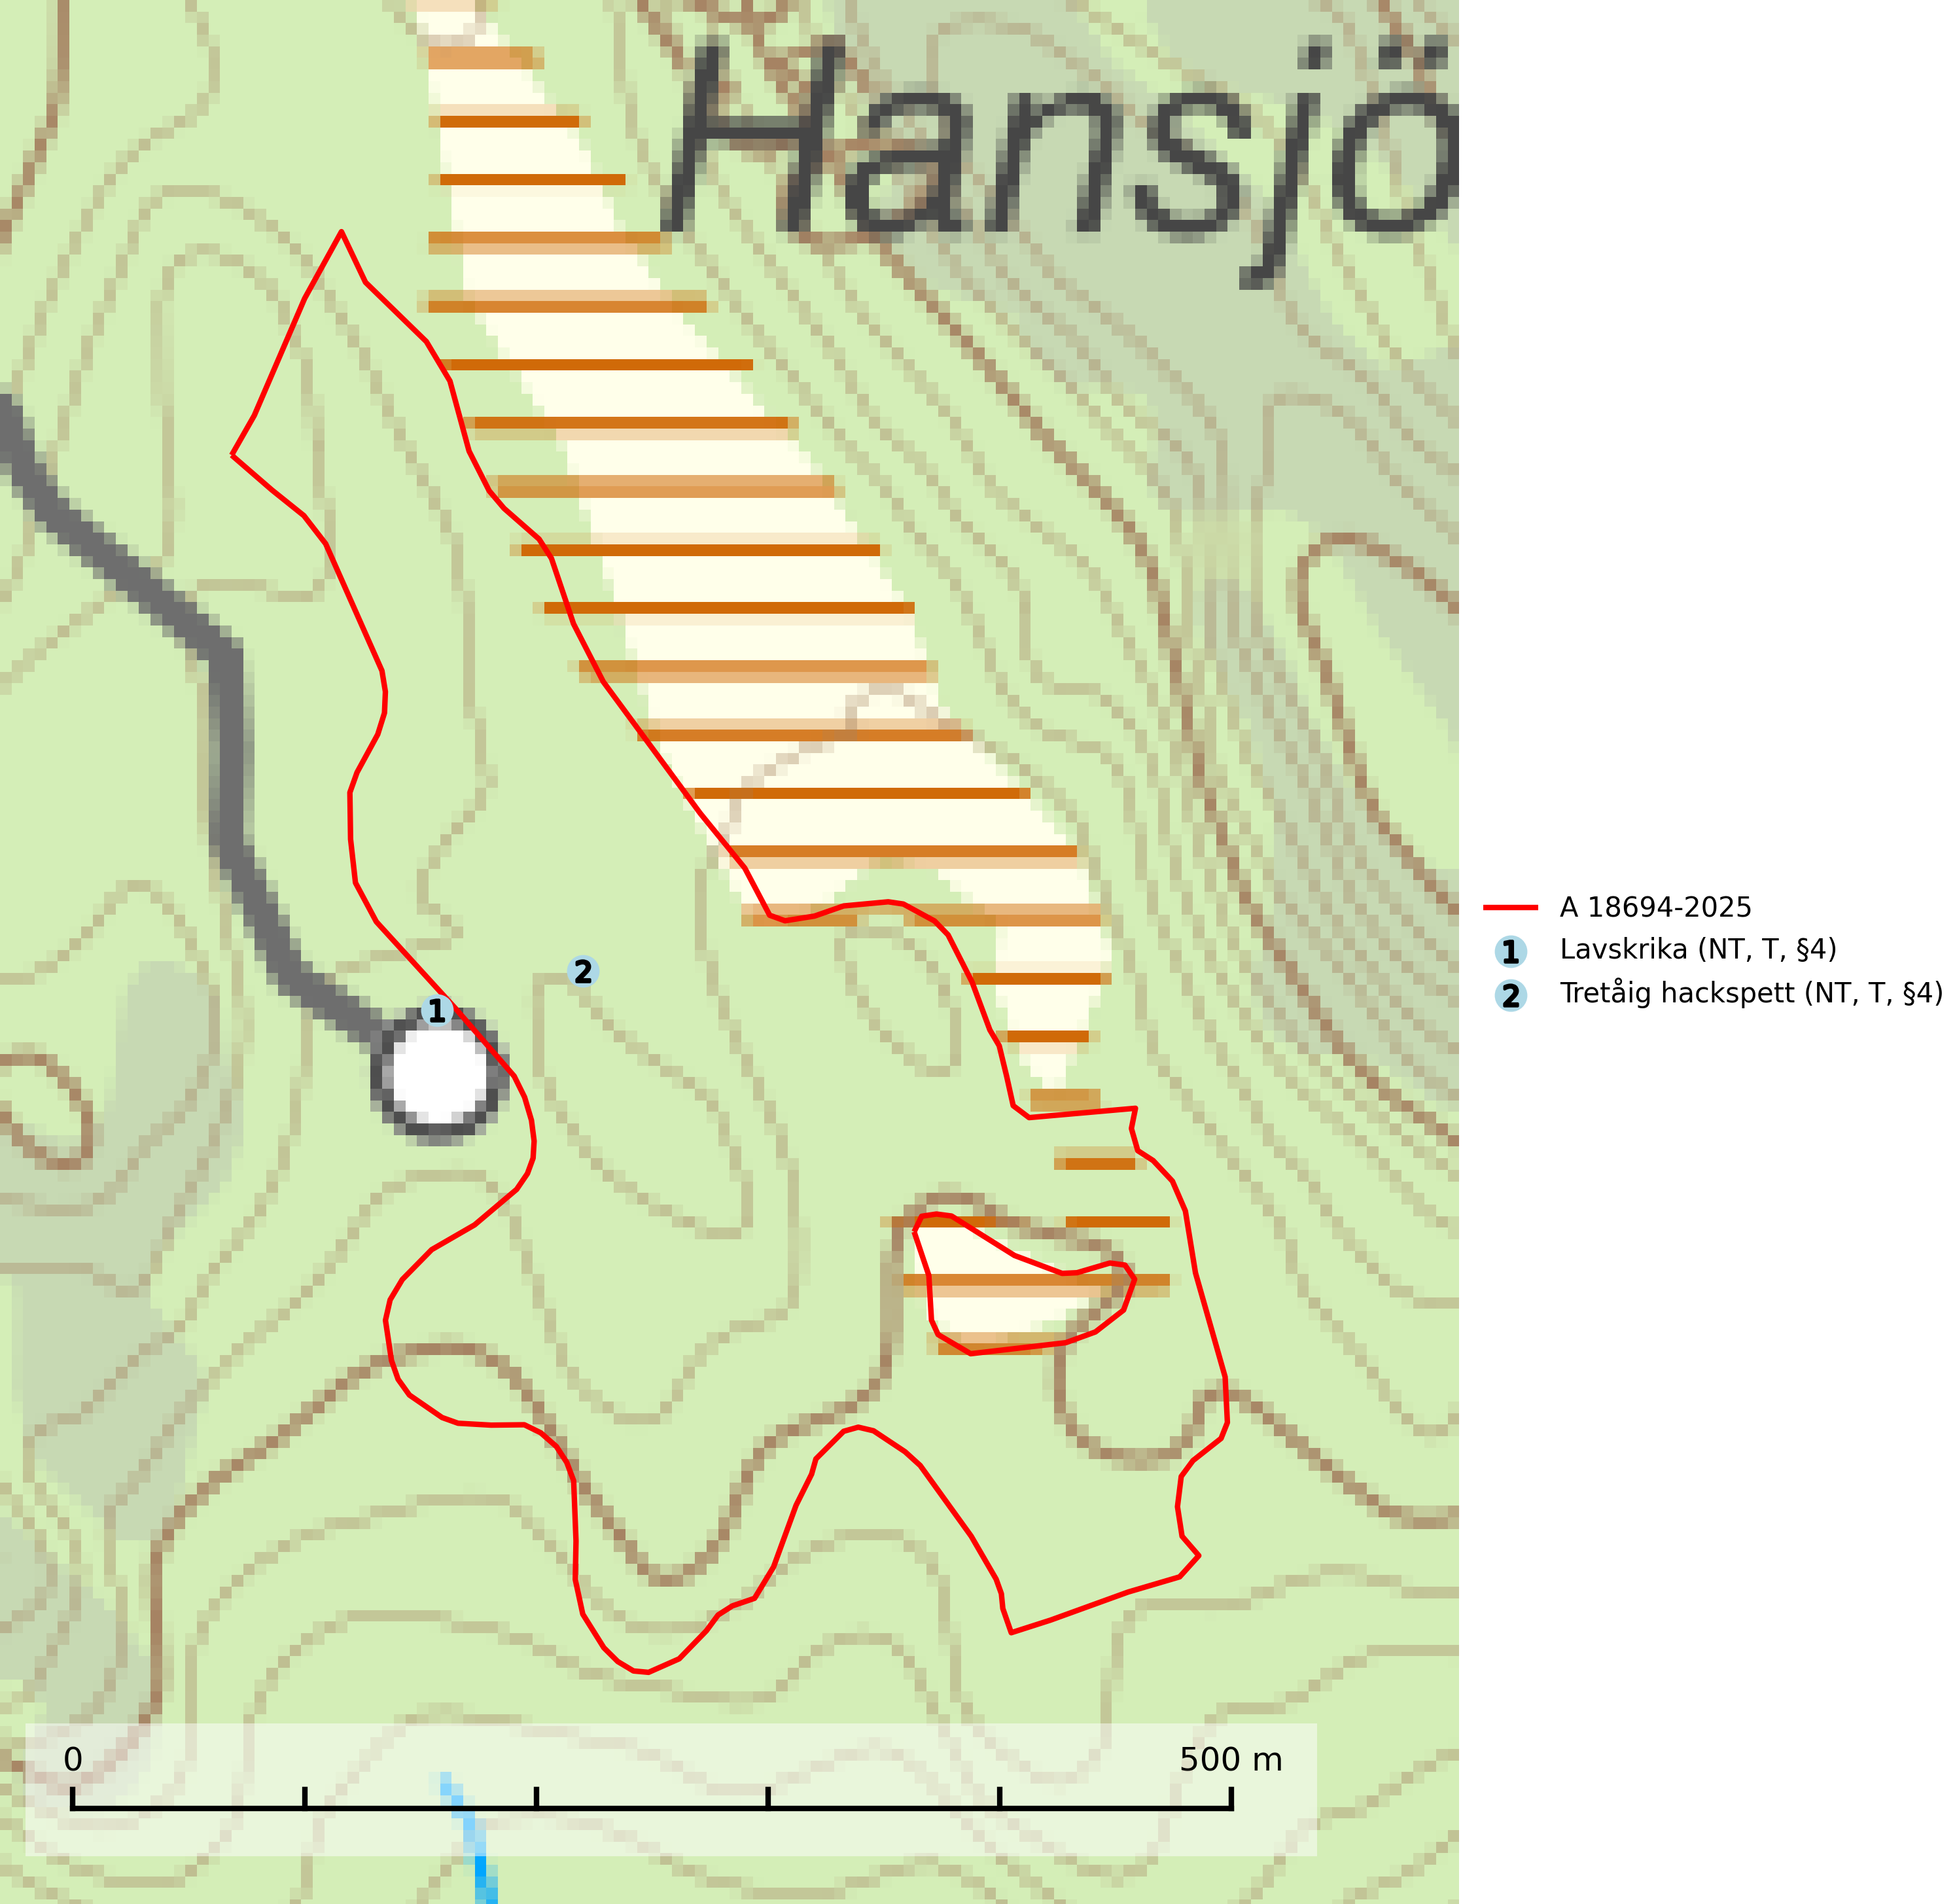 Hansjö
A 18694-2025
1 Lavskrika (NT, T, §4)
2 Tretåig hackspett (NT, T, §4)
1
2
0 500 m